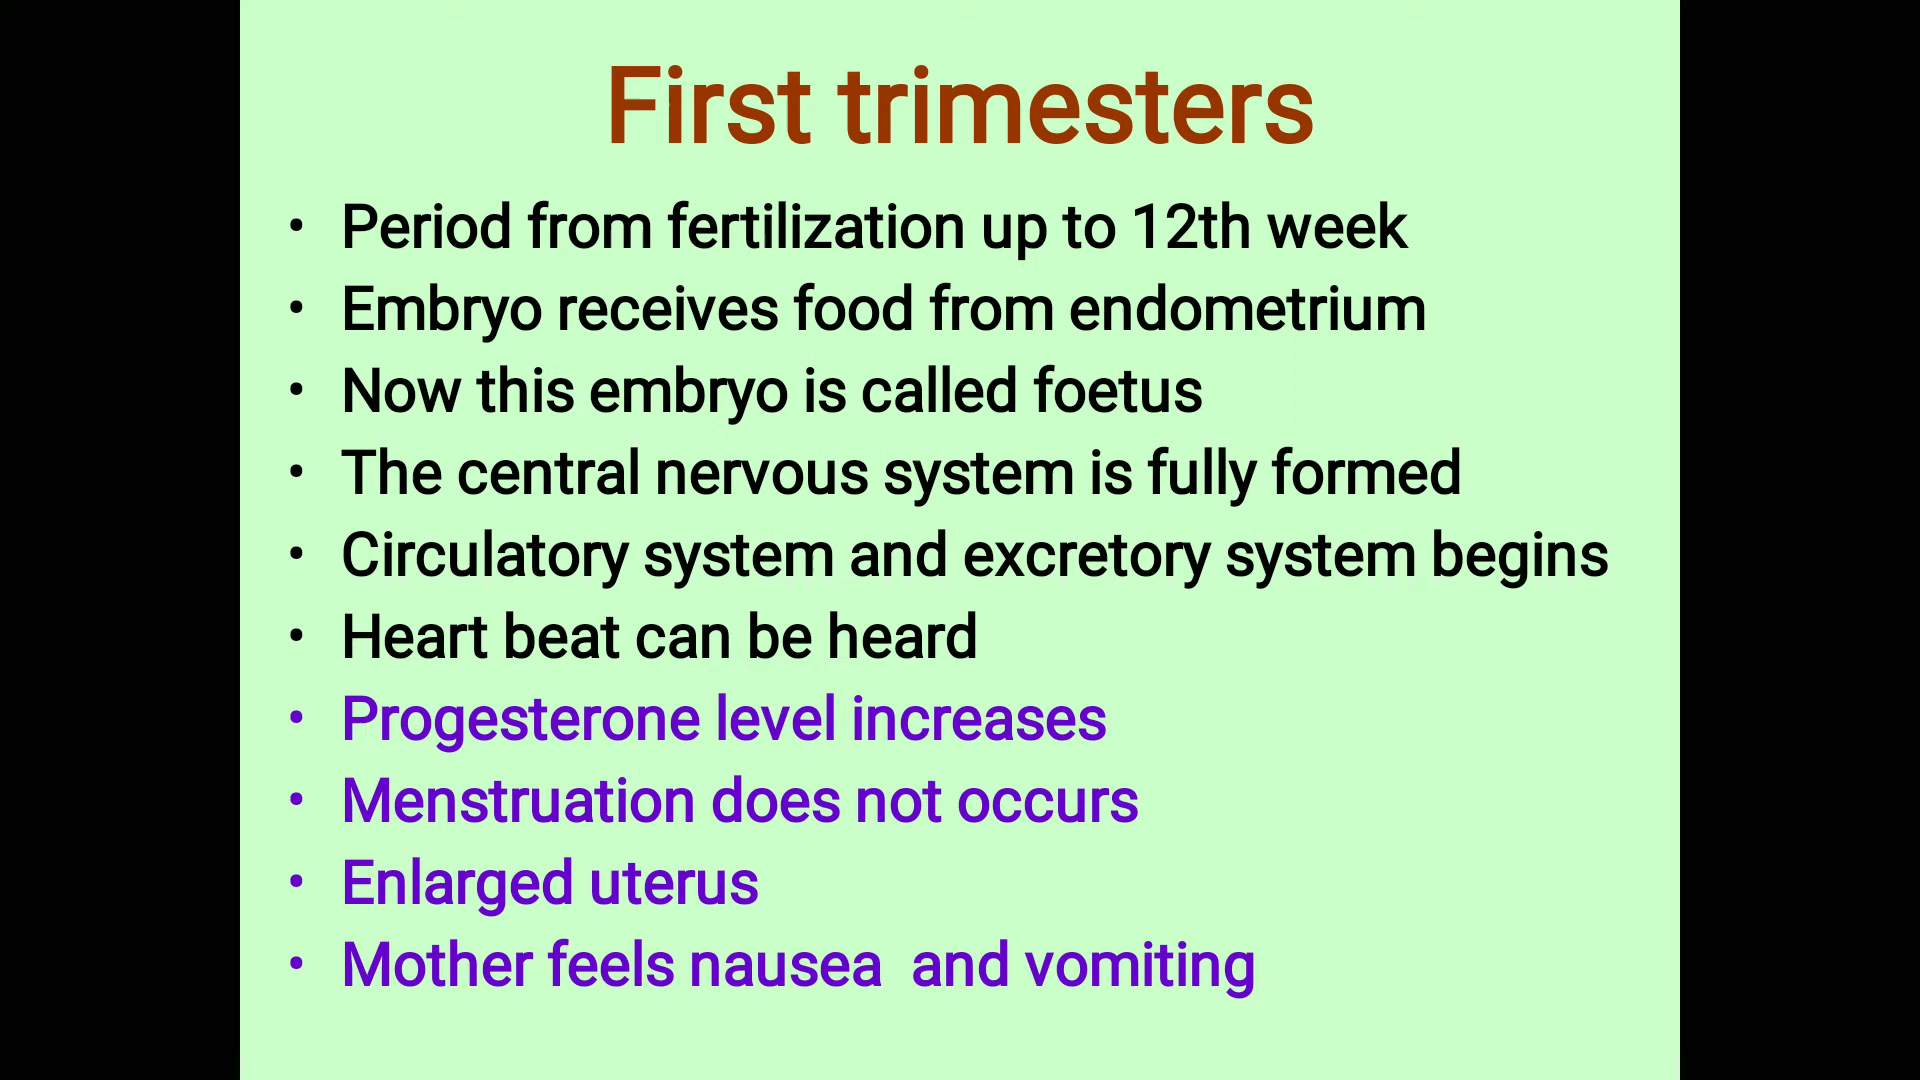 First trimesters
• Period from fertilization up to 12th week
• Embryo receives food from endometrium
• Now this embryo is called foetus
• The central nervous system is fully formed
• Circulatory system and excretory system begins
• Heart beat can be heard
• Progesterone level increases
• Menstruation does not occurs
• Enlarged uterus
• Mother feels nausea  and vomiting